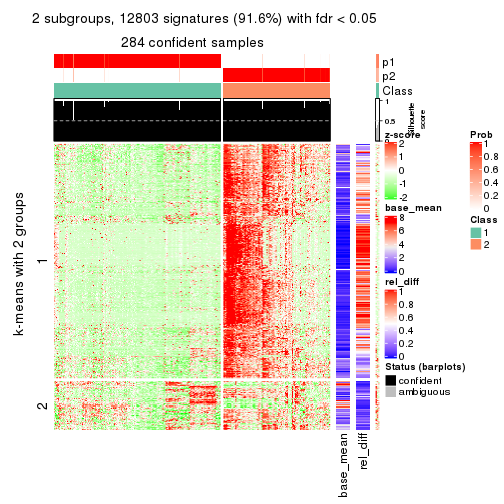 2 subgroups, 12803 signatures (91.6%) with fdr < 0.05
284 confident samples
p1
p2
Class
1
0.5
0
Silhouette
score
k-means with 2 groups
1
2
base_mean
rel_diff
z-score
2
1
0
-1
-2
base_mean
8
6
4
2
0
rel_diff
1
0.8
0.6
0.4
0.2
0
Status (barplots)
confident
ambiguous
Prob
1
0.8
0.6
0.4
0.2
0
Class
1
2